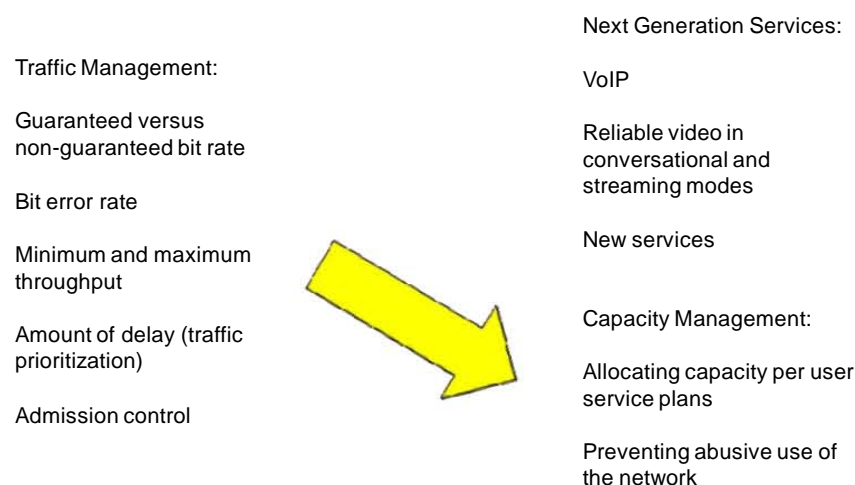 Traffic Management:
Guaranteed versus
non-guaranteed bit rate
Bit error rate
Minimum and maximum
throughput
Amount of delay (traffic
prioritization)
Admission control
Next Generation Services:
VoIP
Reliable video in
conversational and
streaming modes
New services
Capacity Management:
Allocating capacity per user
service plans
Preventing abusive use of
the network